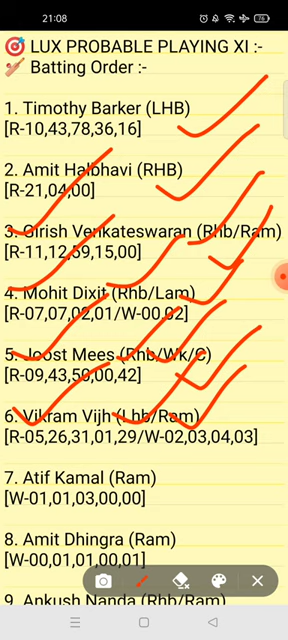 21:08
76
🎯 LUX PROBABLE PLAYING XI :-
🏏 Batting Order :-
1. Timothy Barker (LHB)
[R-10,43,78,36,16]
2. Amit Halbhavi (RHB)
[R-21,04,00]
3. Girish Venkateswaran (Rhb/Ram)
[R-11,12,59,15,00]
4. Mohit Dixit (Rhb/Lam)
[R-07,07,02,01/W-00,02]
5. Joost Mees (Rhb/Wk/C)
[R-09,43,50,00,42]
6. Vikram Vijh (Lhb/Ram)
[R-05,26,31,01,29/W-02,03,04,03]
7. Atif Kamal (Ram)
[W-01,01,03,00,00]
8. Amit Dhingra (Ram)
[W-00,01,01,00,01]
9. Ankush Nanda (Rhb/Ram)